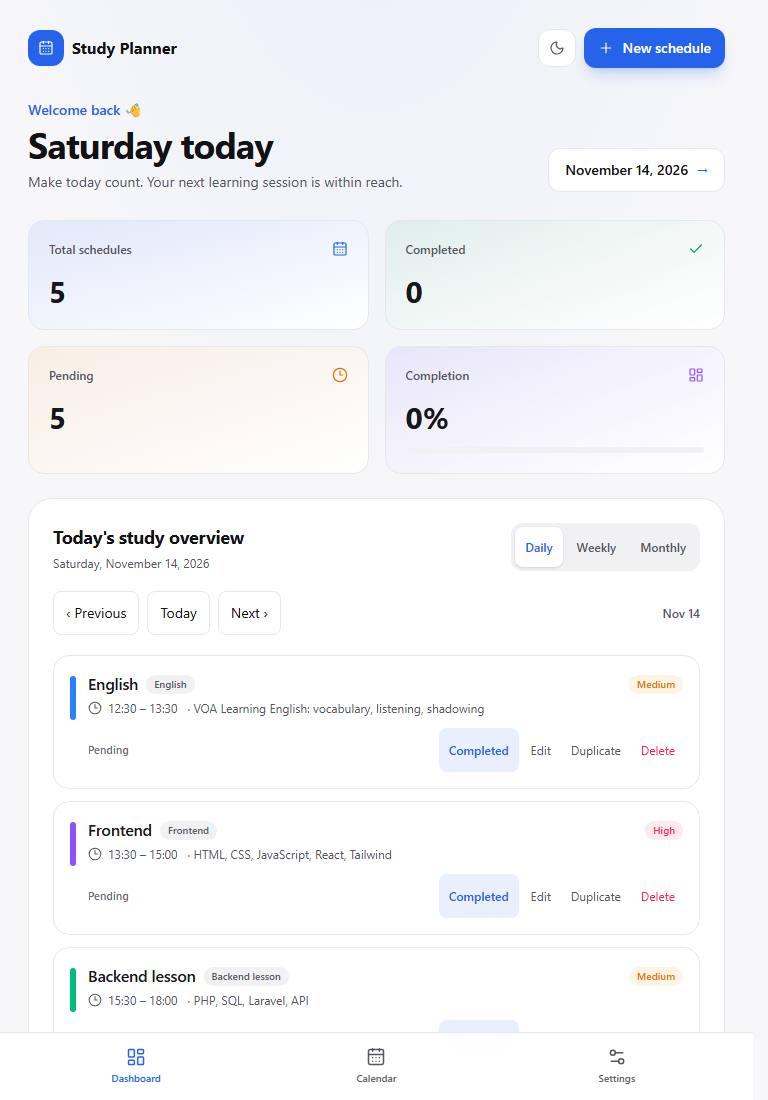 Study Planner
New schedule
Welcome back 👋
Saturday today
Make today count. Your next learning session is within reach.
November 14, 2026 →
Total schedules
5
Completed
0
Pending
5
Completion
0%
Today's study overview
Saturday, November 14, 2026
Daily Weekly Monthly
‹ Previous Today Next ›
Nov 14
English English Medium
12:30 – 13:30 · VOA Learning English: vocabulary, listening, shadowing
Pending Completed Edit Duplicate Delete
Frontend Frontend High
13:30 – 15:00 · HTML, CSS, JavaScript, React, Tailwind
Pending Completed Edit Duplicate Delete
Backend lesson Backend lesson Medium
15:30 – 18:00 · PHP, SQL, Laravel, API
Dashboard Calendar Settings